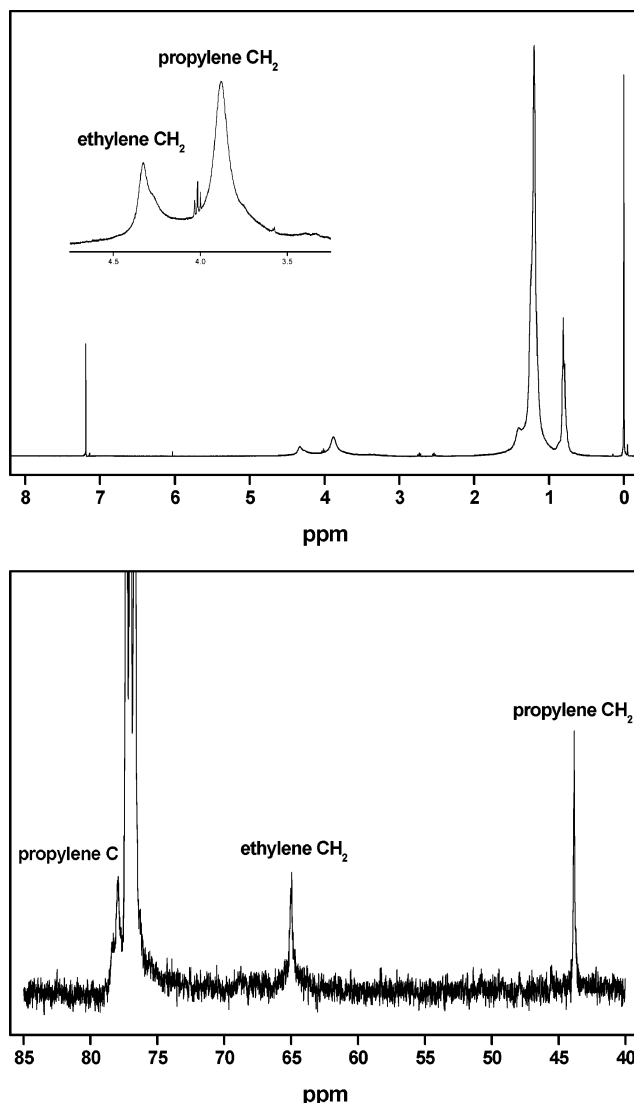 propylene CH₂
ethylene CH₂
4.5 4.0 3.5
8 7 6 5 4 3 2 1 0
ppm
propylene CH₂
propylene C
ethylene CH₂
85 80 75 70 65 60 55 50 45 40
ppm